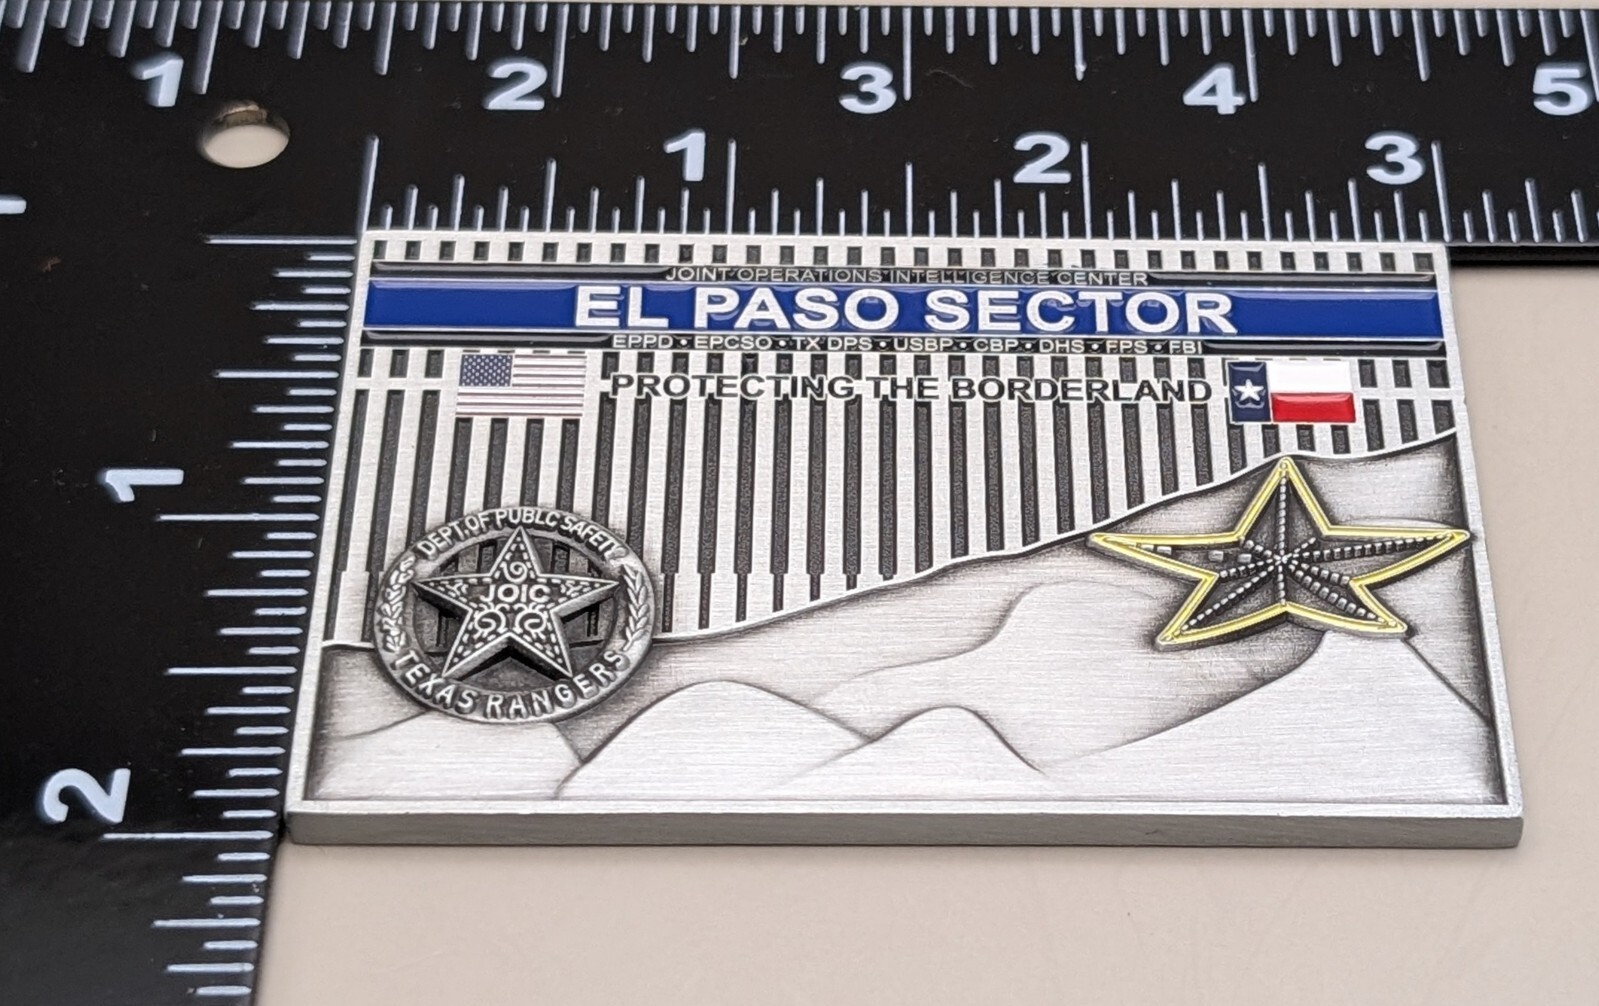 1 2 3 4 5
1 2 3
1
2
JOINT OPERATIONS INTELLIGENCE CENTER
EL PASO SECTOR
EPPD • EPCSO • TX DPS • USBP • CBP • DHS • FPS • FBI
PROTECTING THE BORDERLAND
DEPT. OF PUBLC SAFETY
JOIC
TEXAS RANGERS